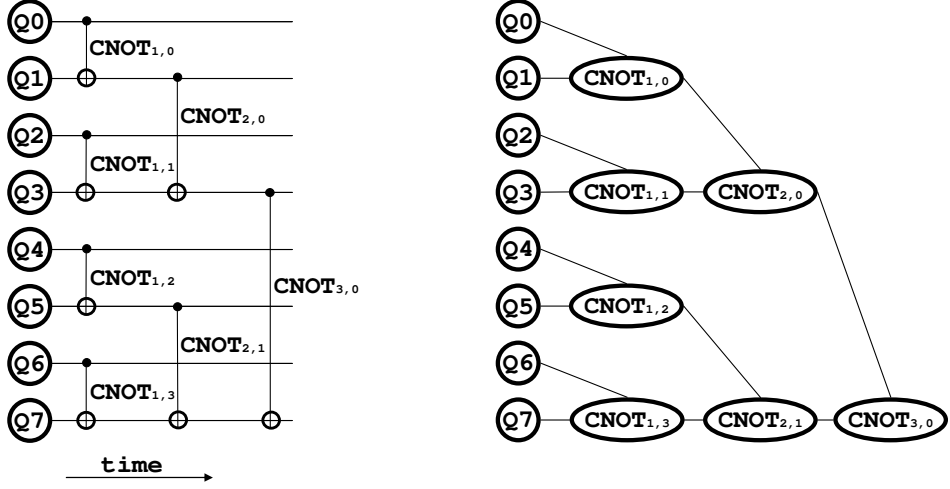 Q0
CNOT1,0
Q1
CNOT2,0
Q2
CNOT1,1
Q3
Q4
CNOT1,2
CNOT3,0
Q5
CNOT2,1
Q6
CNOT1,3
Q7
time
Q0
Q1
CNOT1,0
Q2
Q3
CNOT1,1
CNOT2,0
Q4
Q5
CNOT1,2
Q6
Q7
CNOT1,3
CNOT2,1
CNOT3,0